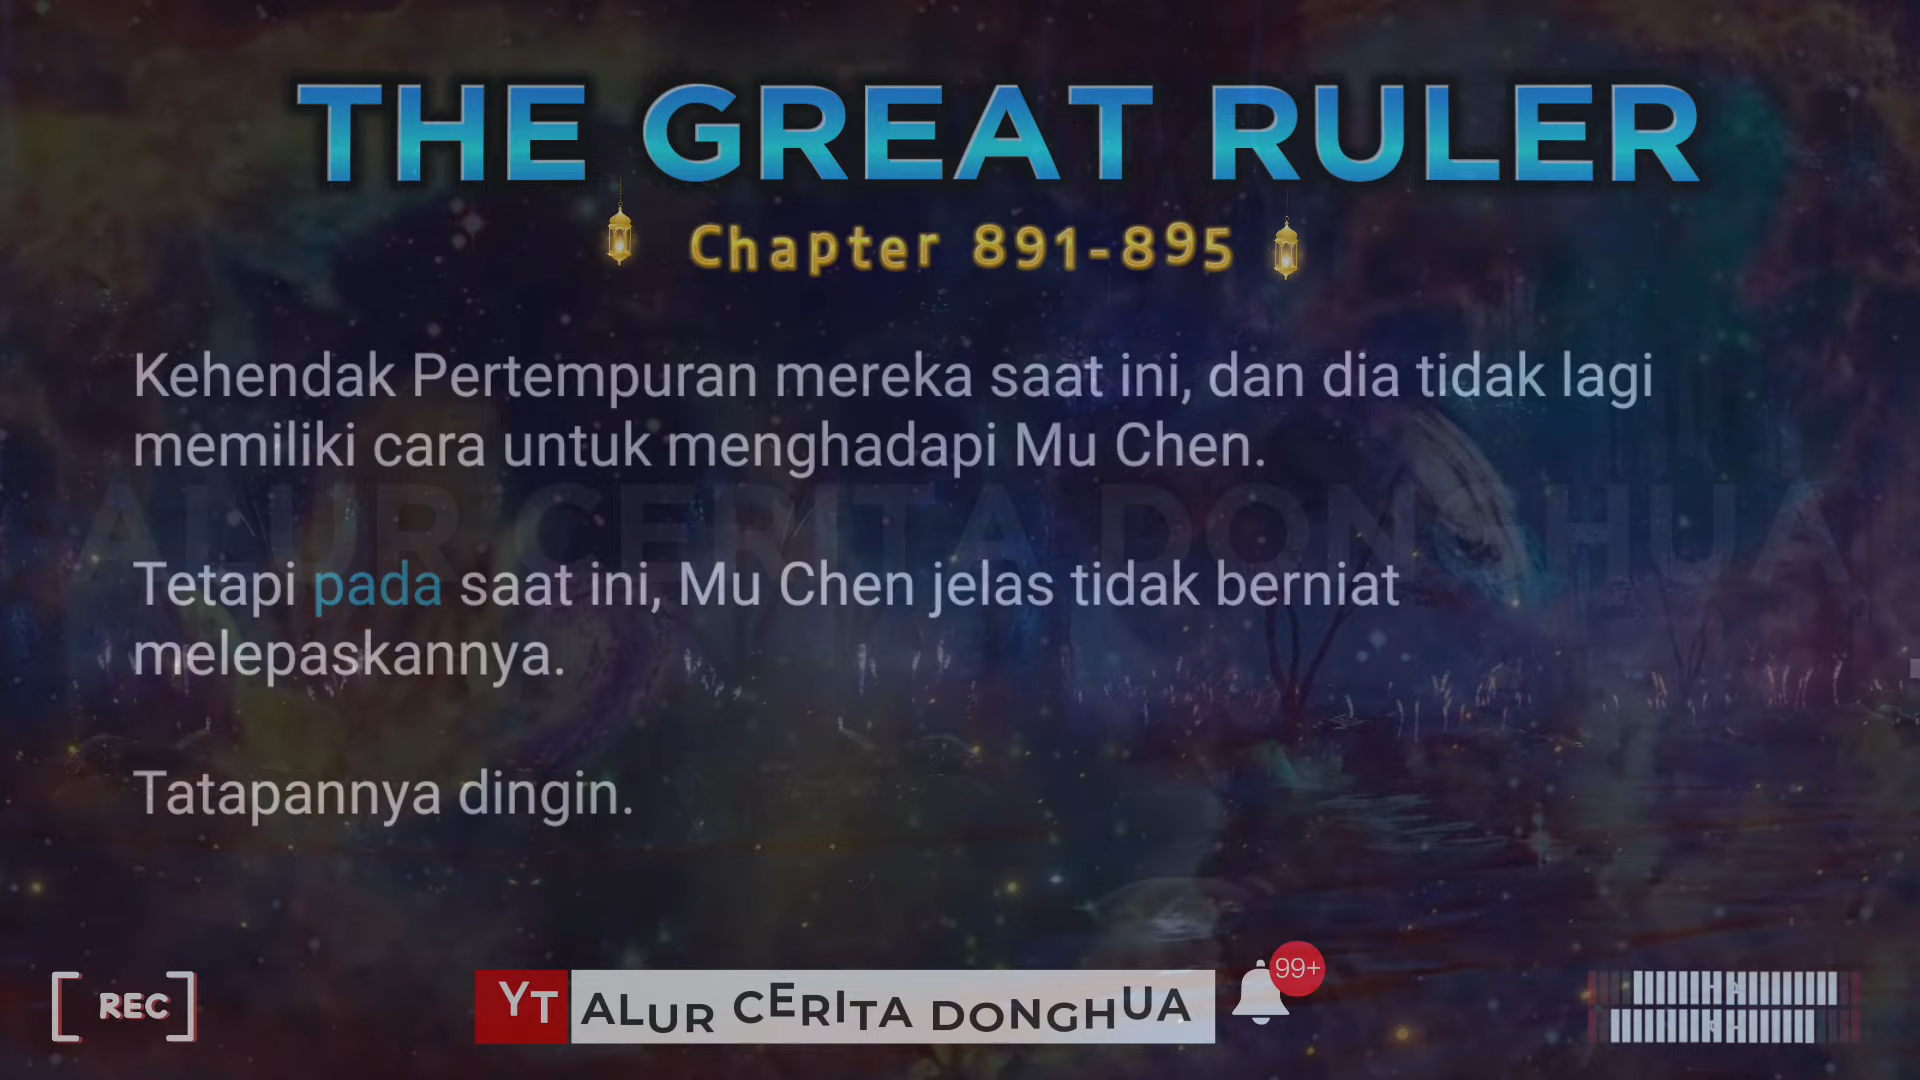 THE GREAT RULER
Chapter 891-895
Kehendak Pertempuran mereka saat ini, dan dia tidak lagi
memiliki cara untuk menghadapi Mu Chen.
ALUR CERITA DONGHUA
Tetapi pada saat ini, Mu Chen jelas tidak berniat
melepaskannya.
Tatapannya dingin.
REC
YT ALUR CERITA DONGHUA
99+